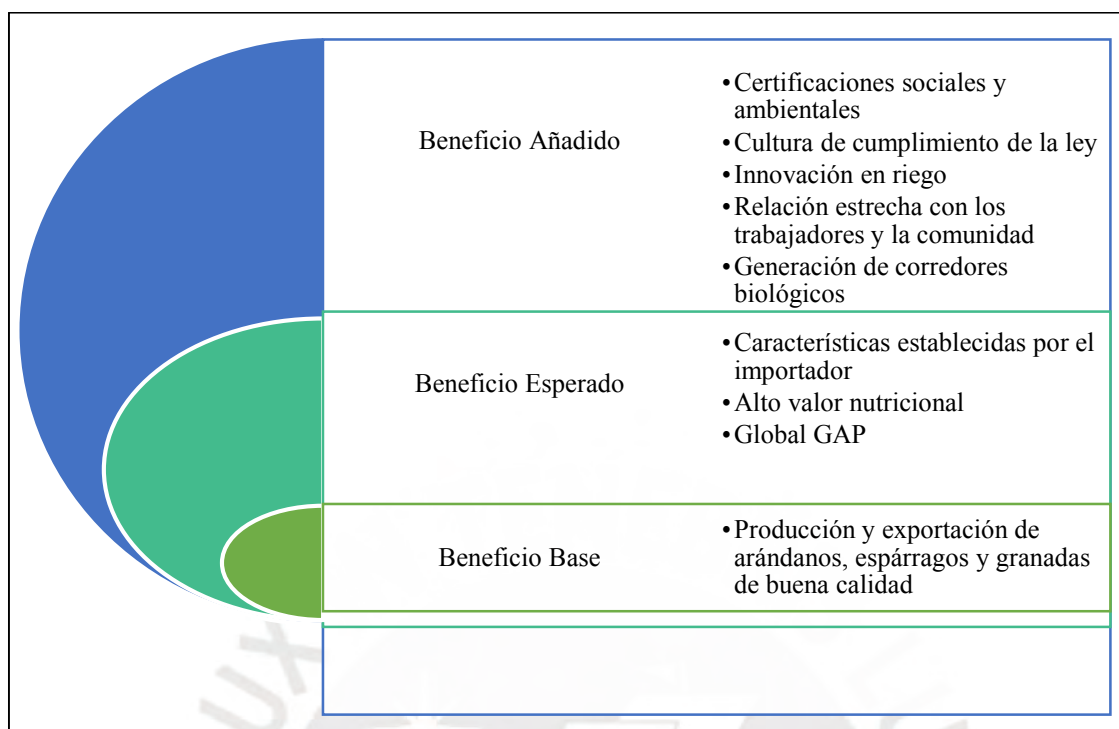 Beneficio Añadido
•Certificaciones sociales y
ambientales
•Cultura de cumplimiento de la ley
•Innovación en riego
•Relación estrecha con los
trabajadores y la comunidad
•Generación de corredores
biológicos
Beneficio Esperado
•Características establecidas por el
importador
•Alto valor nutricional
•Global GAP
Beneficio Base
•Producción y exportación de
arándanos, espárragos y granadas
de buena calidad